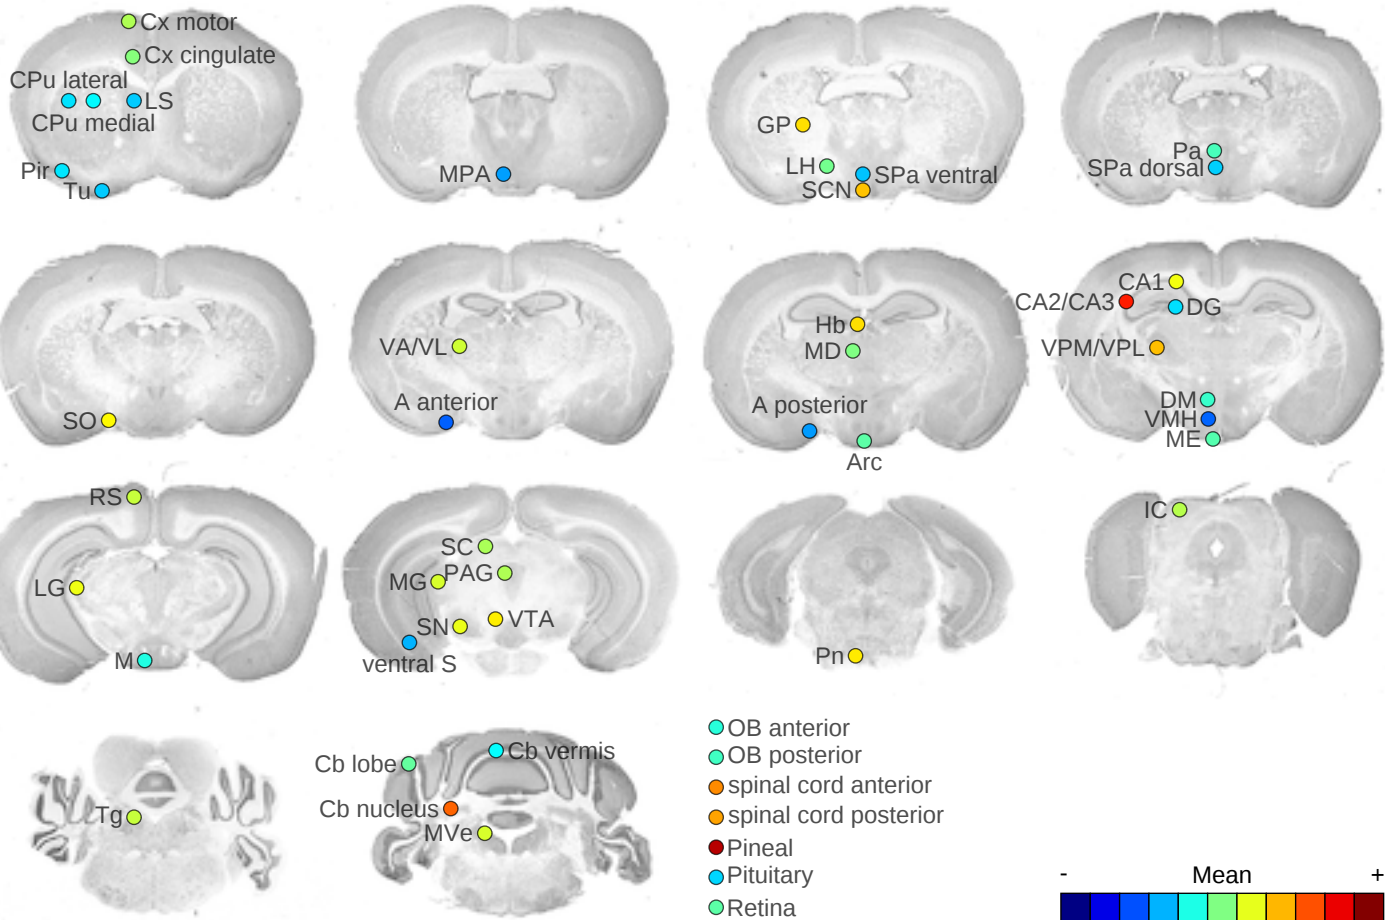 Cx motor
Cx cingulate
CPu lateral
LS
CPu medial
Pir
Tu
MPA
GP
LH
SPa ventral
SCN
Pa
SPa dorsal
SO
VA/VL
A anterior
Hb
MD
A posterior
Arc
CA1
CA2/CA3
DG
VPM/VPL
DM
VMH
ME
RS
LG
M
SC
PAG
MG
VTA
SN
ventral S
Pn
IC
Tg
Cb vermis
Cb lobe
Cb nucleus
MVe
OB anterior
OB posterior
spinal cord anterior
spinal cord posterior
Pineal
Pituitary
Retina
- Mean +